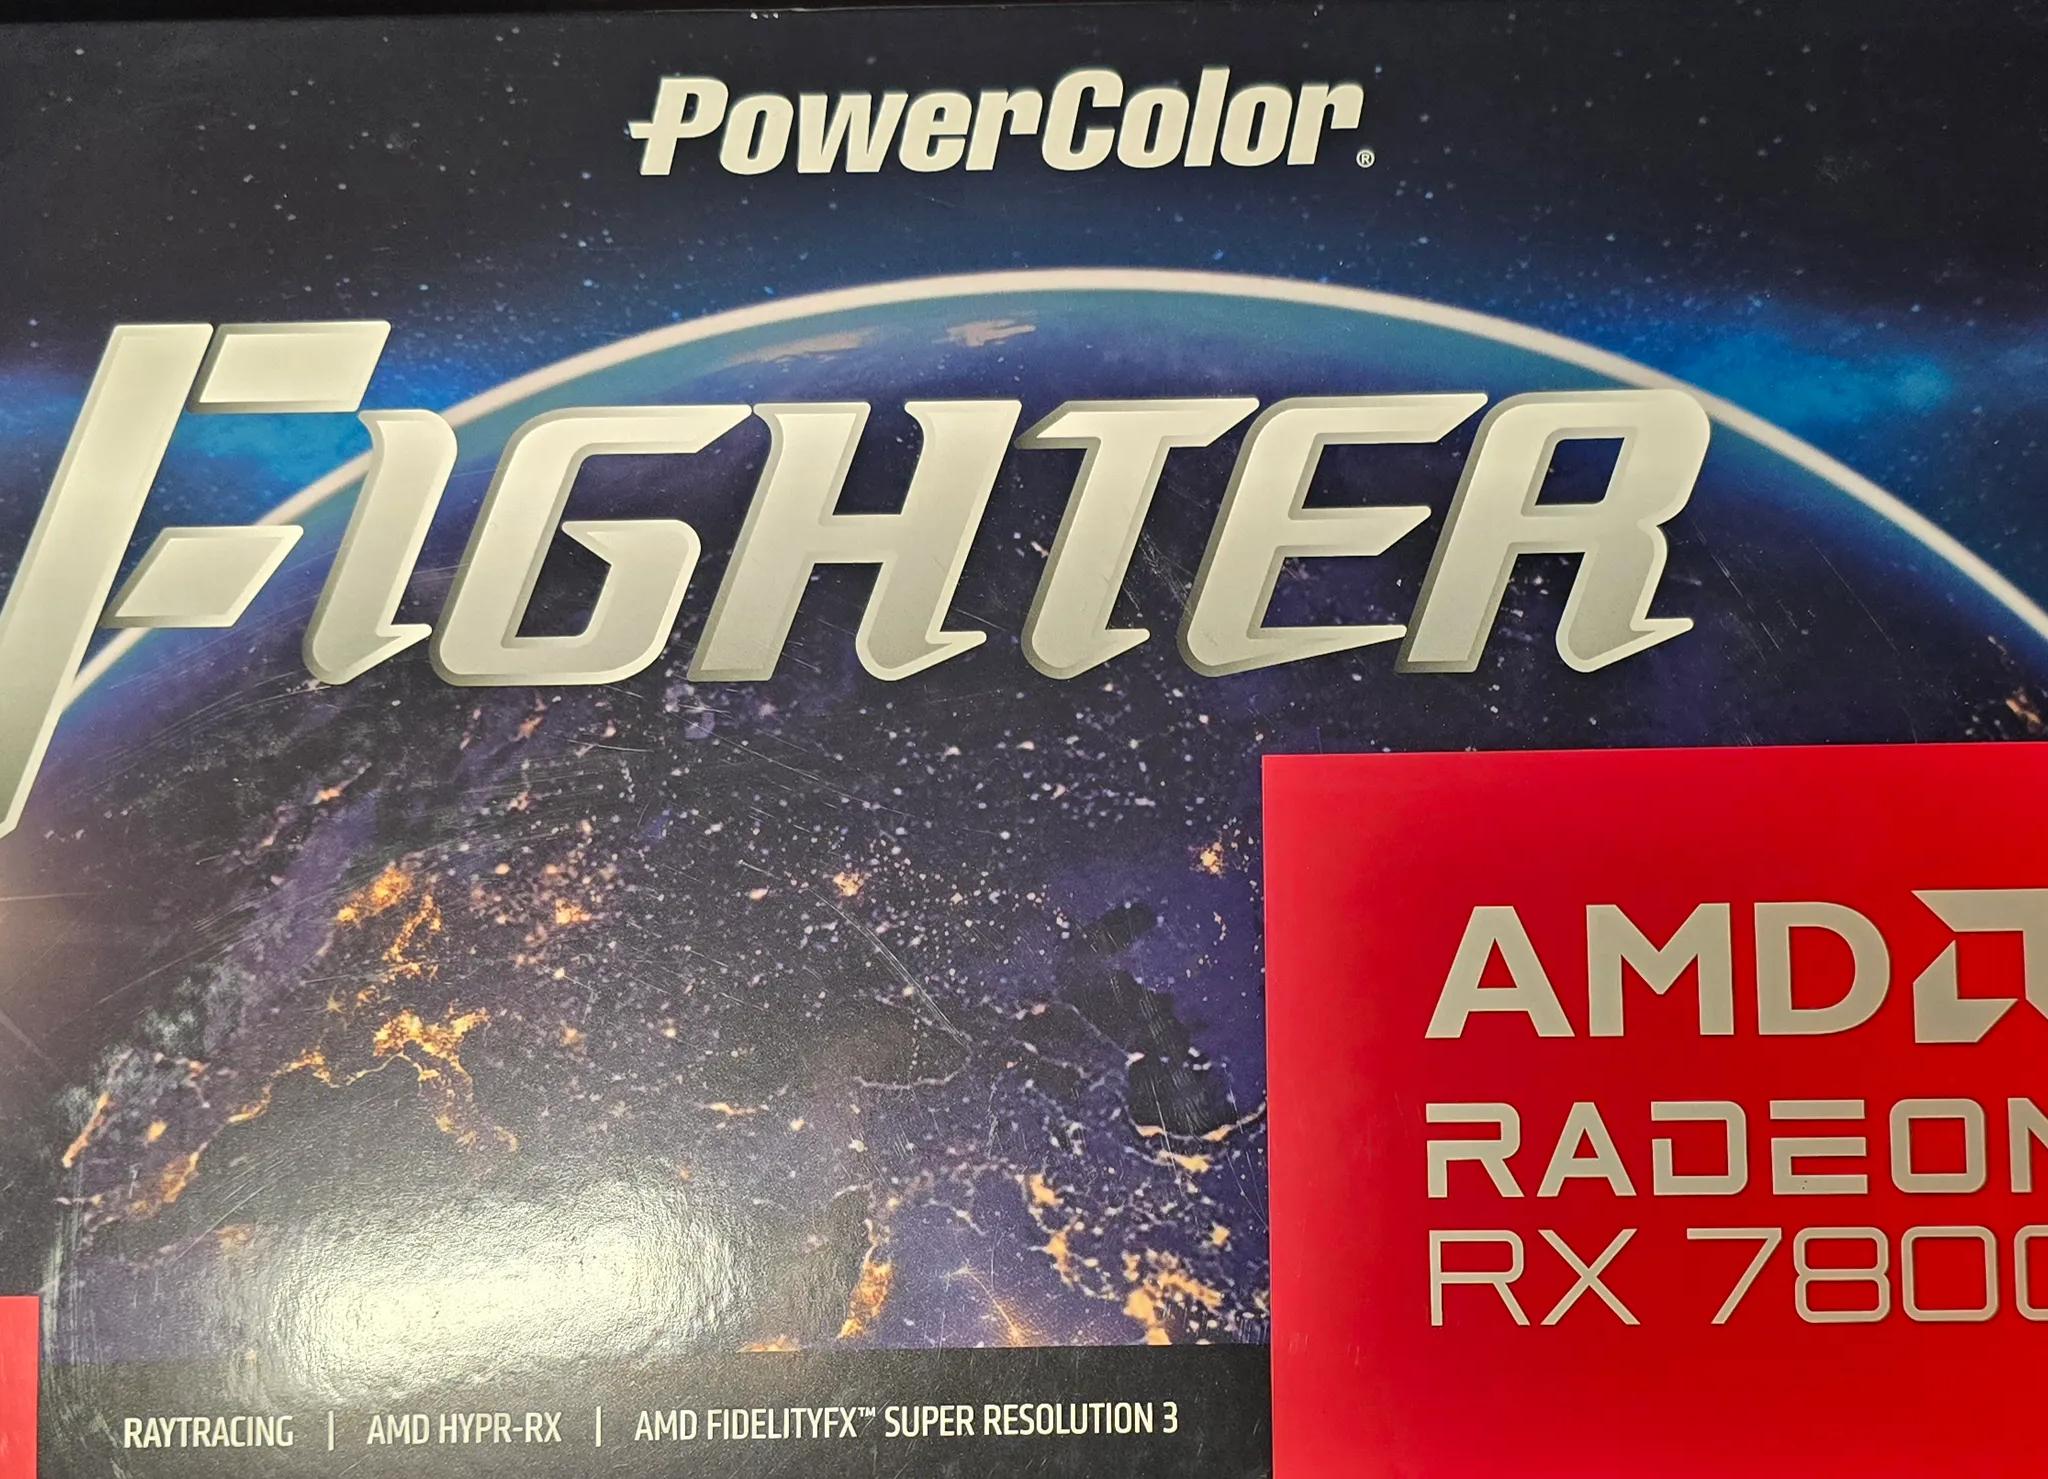 PowerColor®
FIGHTER
AMD
RADEON
RX 7800
RAYTRACING | AMD HYPR-RX | AMD FIDELITYFX™ SUPER RESOLUTION 3